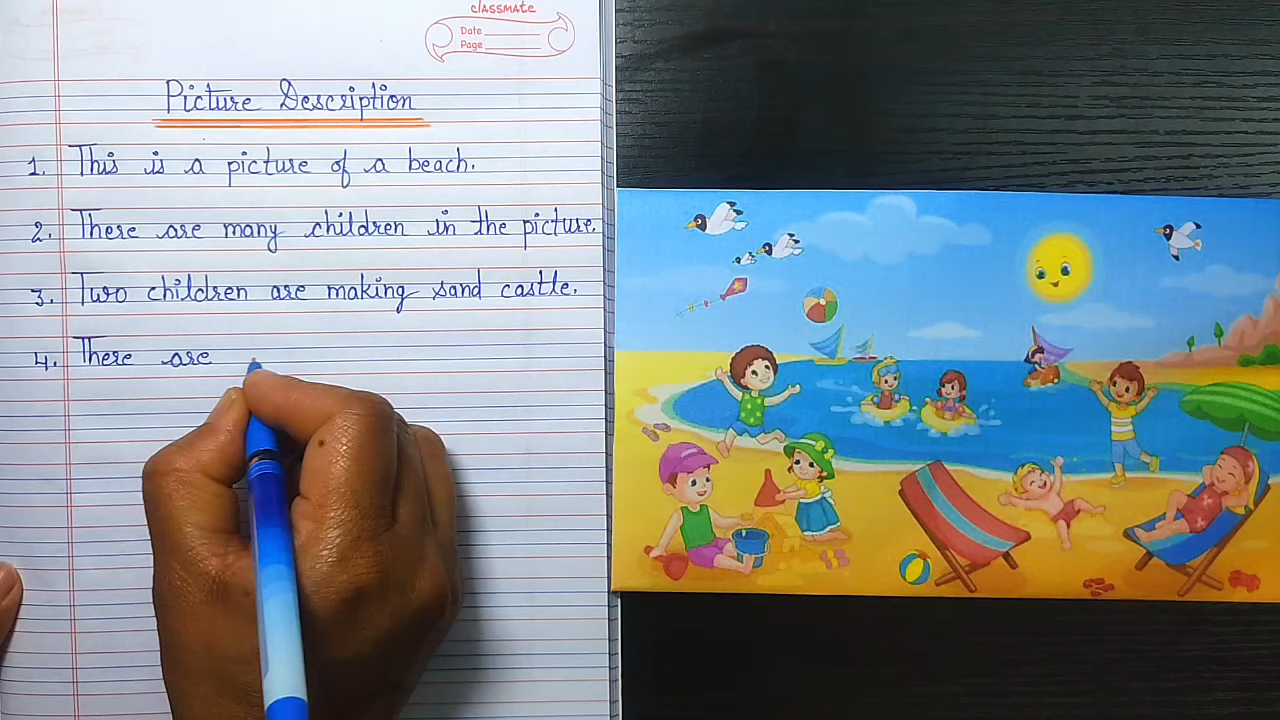 classmate
Date
Page
Picture Description
1. This is a picture of a beach.
2. There are many children in the picture.
3. Two children are making sand castle.
4. There are